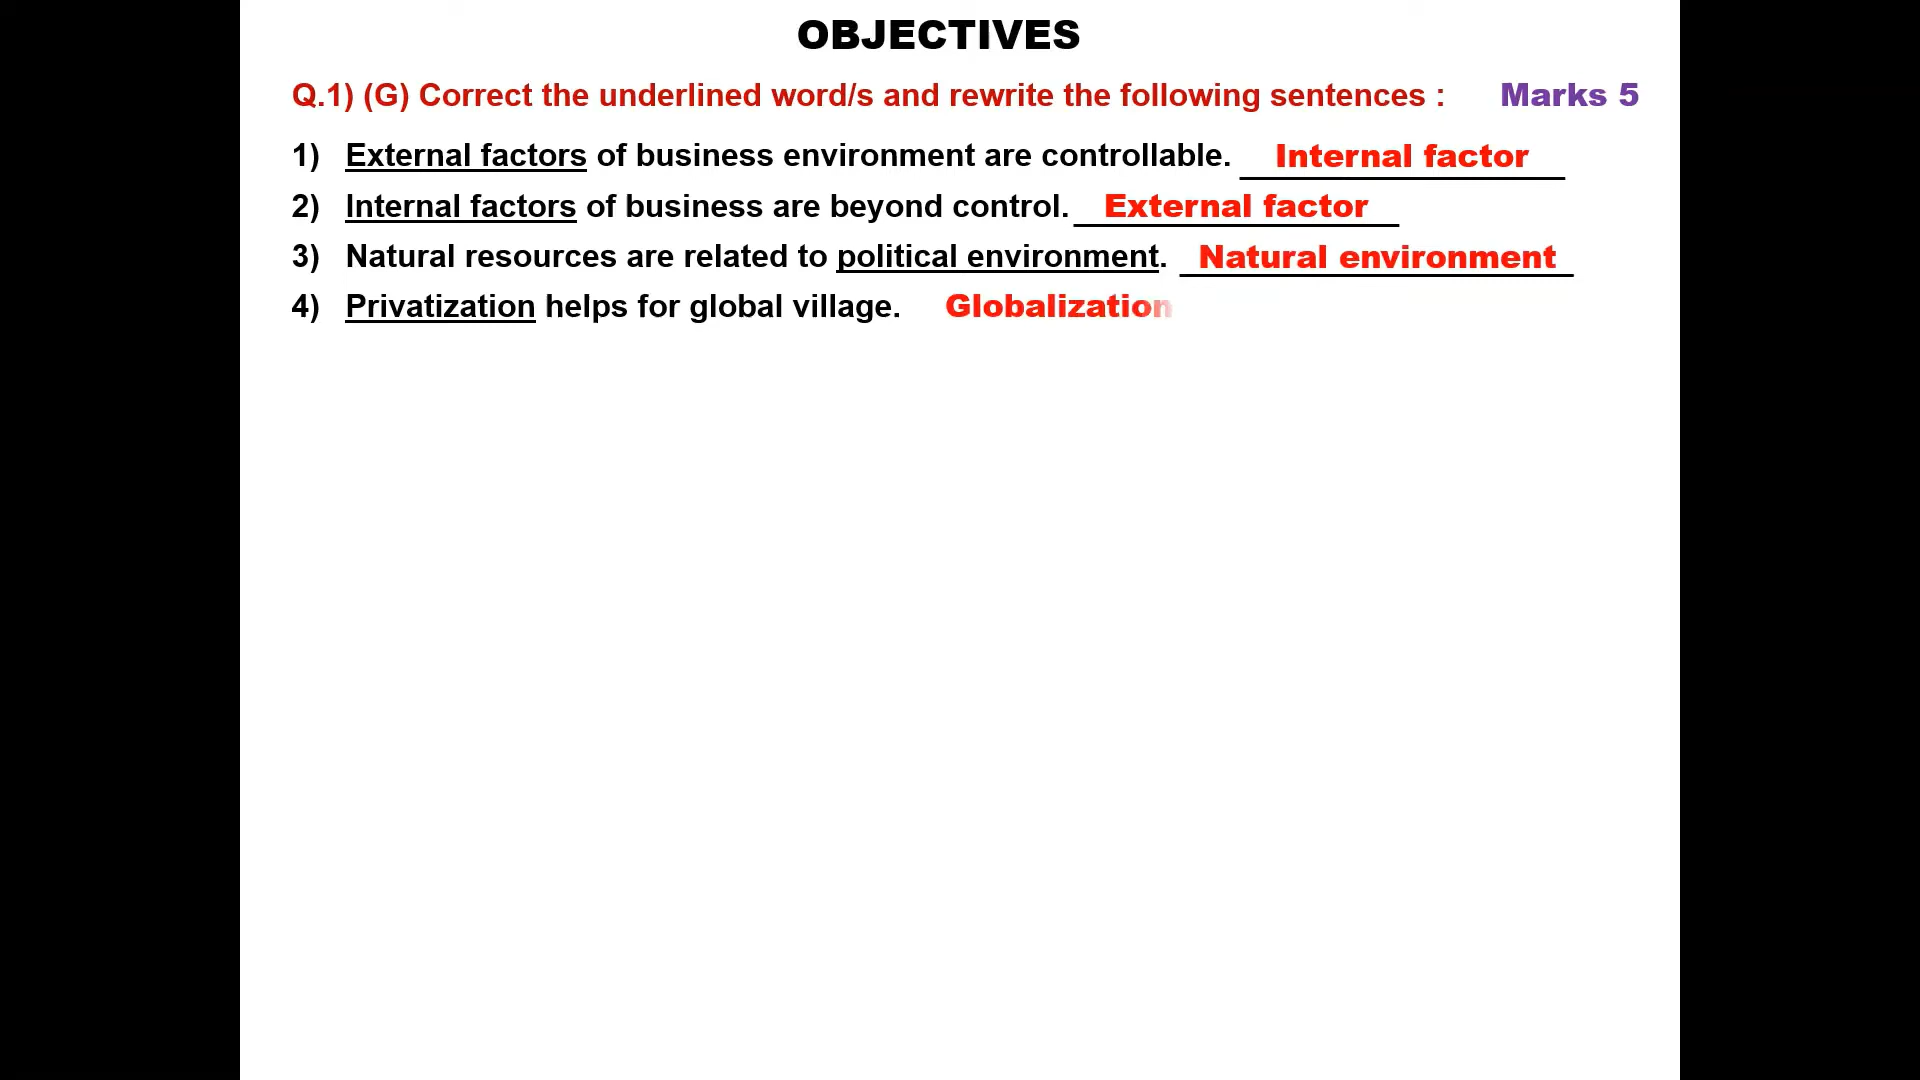 OBJECTIVES
Q.1) (G) Correct the underlined word/s and rewrite the following sentences : Marks 5
1) External factors of business environment are controllable. Internal factor
2) Internal factors of business are beyond control. External factor
3) Natural resources are related to political environment. Natural environment
4) Privatization helps for global village. Globalization